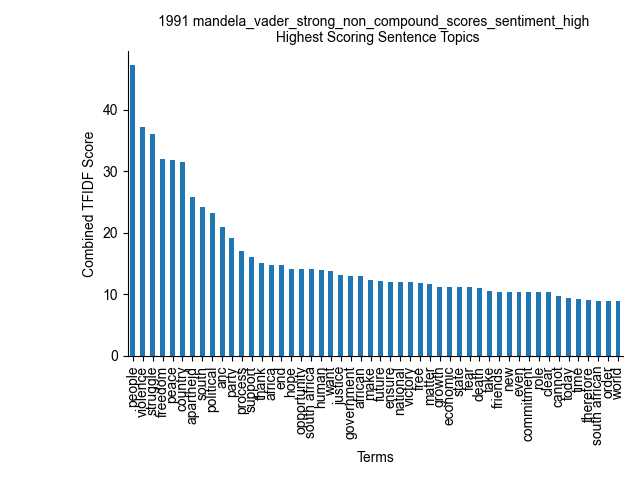 1991 mandela_vader_strong_non_compound_scores_sentiment_high
Highest Scoring Sentence Topics
Combined TFIDF Score
40
30
20
10
0
people
violence
struggle
freedom
peace
country
apartheid
south
political
anc
party
process
support
thank
africa
end
hope
opportunity
south africa
human
want
justice
government
african
make
future
ensure
national
victory
free
matter
growth
economic
state
fear
death
take
friends
new
even
commitment
role
clear
cannot
today
time
therefore
south african
order
world
Terms